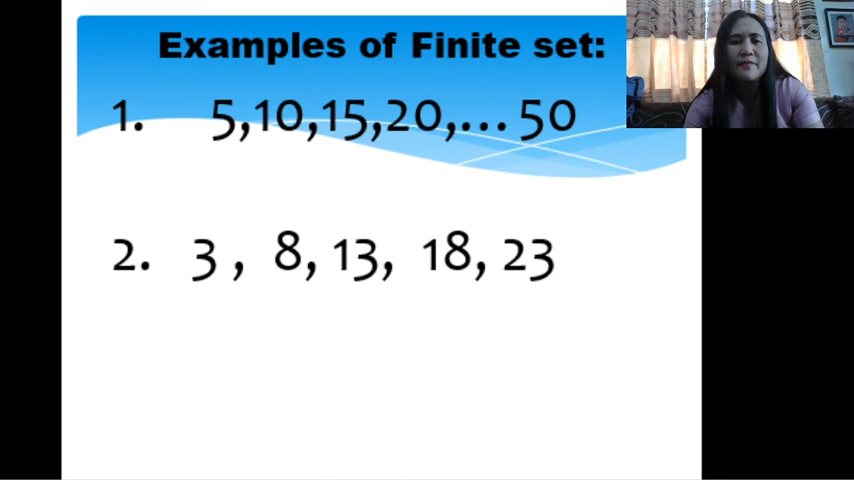 Examples of Finite set:
1. 5,10,15,20,...50
2. 3 , 8, 13, 18, 23